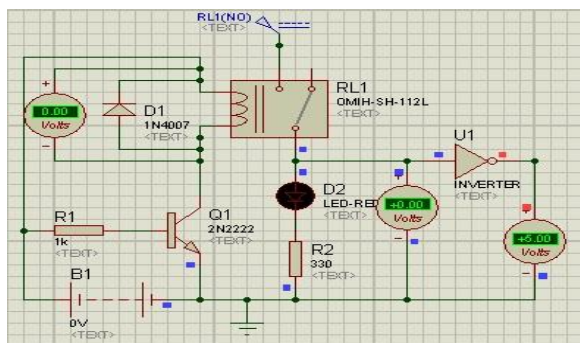 RL1(NO)
<TEXT>
+
0.00
Volts
-
D1
1N4007
<TEXT>
RL1
OMIH-SH-112L
<TEXT>
U1
INVERTER
<TEXT>
D2
LED-RED
<TEXT>
+
+0.00
Volts
-
+
+5.00
Volts
-
R1
1k
<TEXT>
Q1
2N2222
<TEXT>
R2
330
<TEXT>
B1
0V
<TEXT>